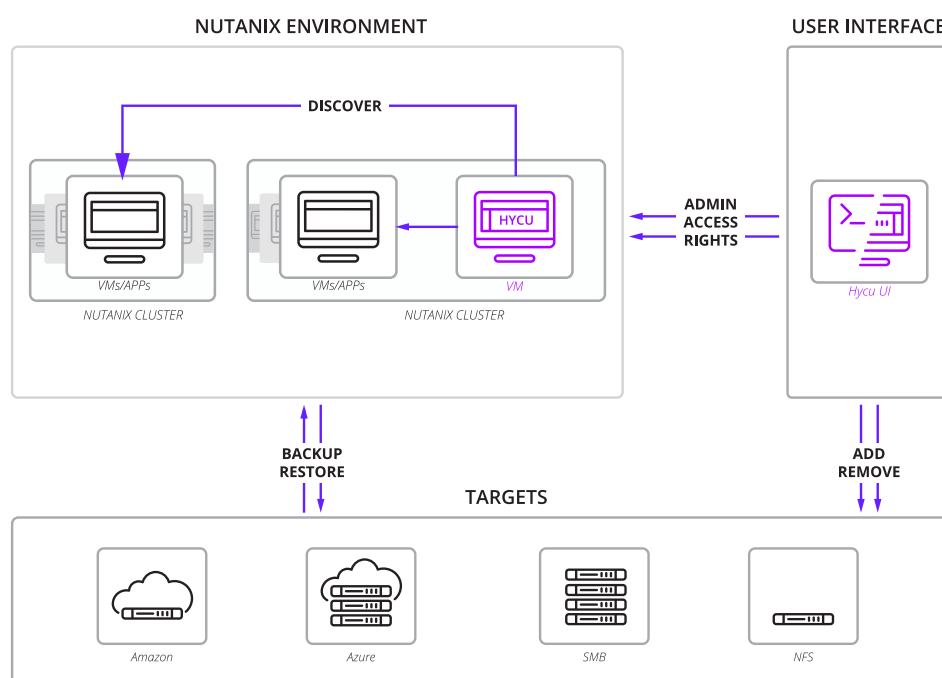 NUTANIX ENVIRONMENT
USER INTERFACE
DISCOVER
HYCU
VMs/APPs
VMs/APPs
VM
NUTANIX CLUSTER
NUTANIX CLUSTER
ADMIN
ACCESS
RIGHTS
>_
Hycu UI
BACKUP
RESTORE
ADD
REMOVE
TARGETS
Amazon
Azure
SMB
NFS